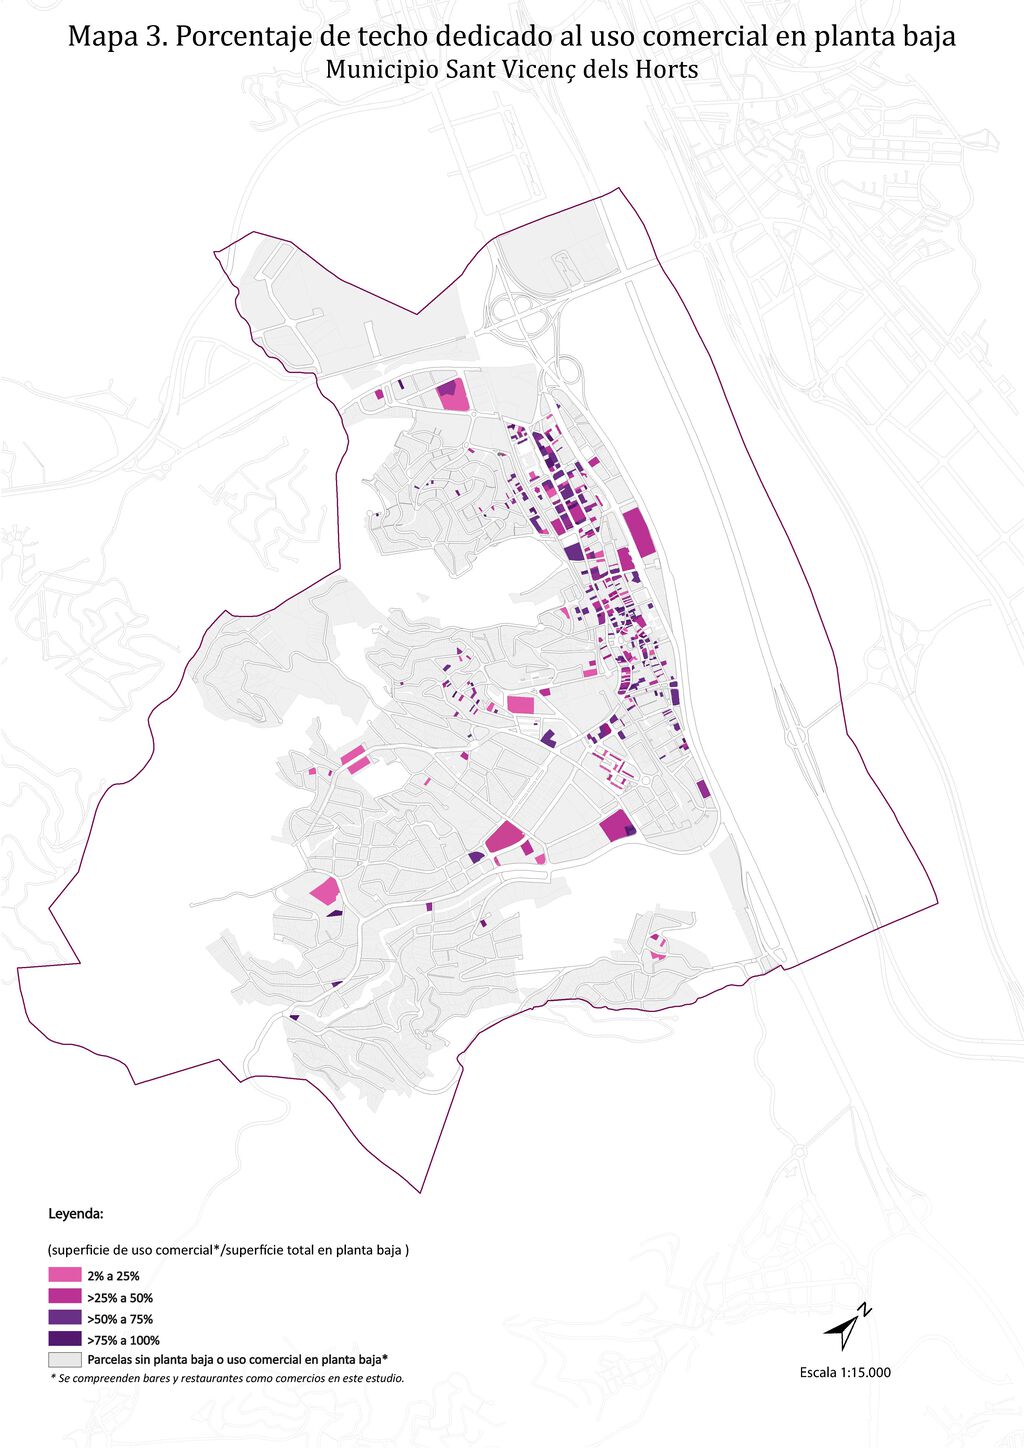 Mapa 3. Porcentaje de techo dedicado al uso comercial en planta baja
Municipio Sant Vicenç dels Horts
Leyenda:
(superficie de uso comercial*/superfície total en planta baja )
2% a 25%
>25% a 50%
>50% a 75%
>75% a 100%
Parcelas sin planta baja o uso comercial en planta baja*
* Se comprenden bares y restaurantes como comercios en este estudio.
N
Escala 1:15.000